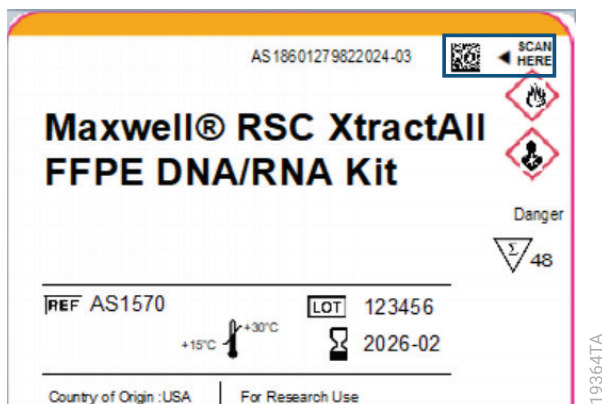 AS18601279822024-03
SCAN
HERE
Maxwell® RSC XtractAll
FFPE DNA/RNA Kit
Danger
Σ
48
REF AS1570
LOT 123456
+15°C
+30°C
2026-02
Country of Origin :USA
For Research Use
19364TA